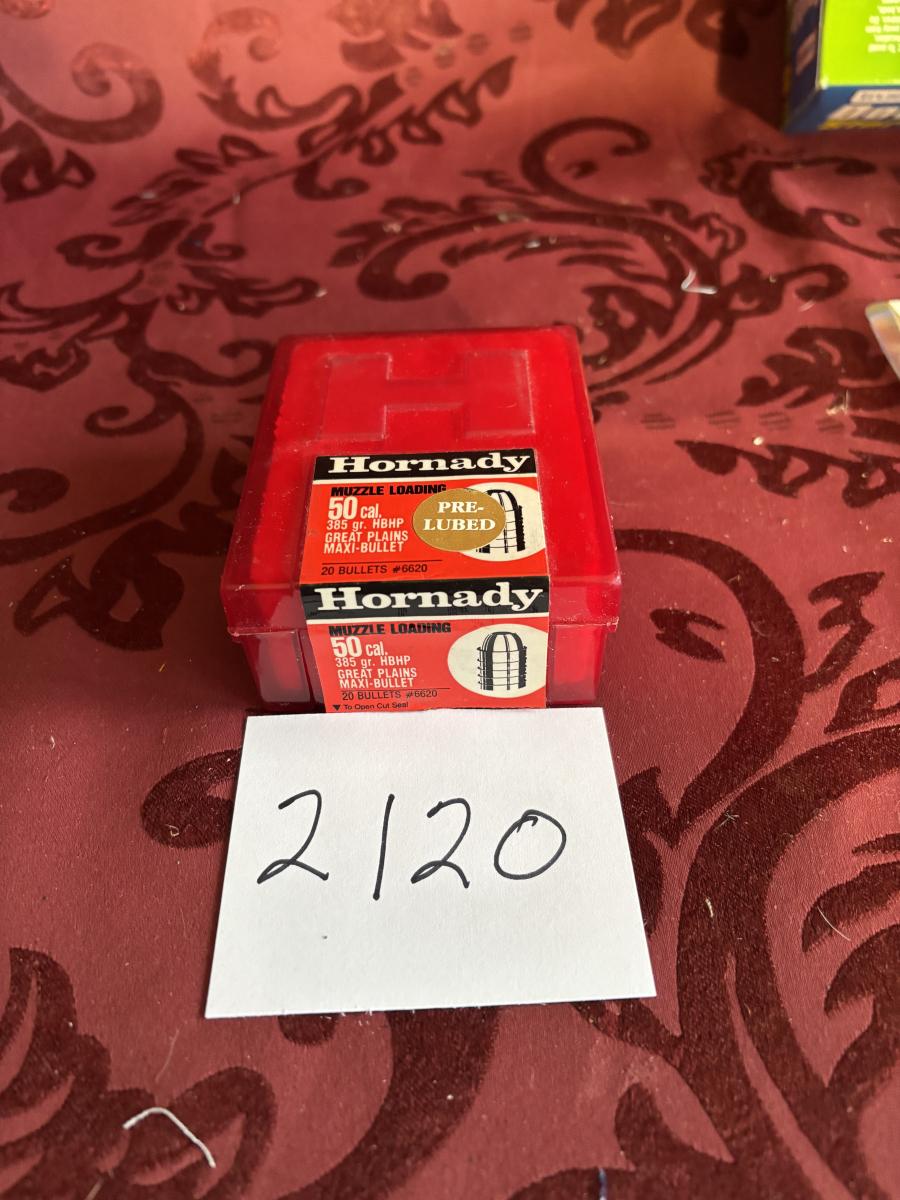 H
Hornady
MUZZLE LOADING
50 cal.
385 gr. HBHP
GREAT PLAINS
MAXI-BULLET
PRE-
LUBED
20 BULLETS #6620
Hornady
MUZZLE LOADING
50 cal.
385 gr. HBHP
GREAT PLAINS
MAXI-BULLET
20 BULLETS #6620
▼ To Open Cut Seal
2120